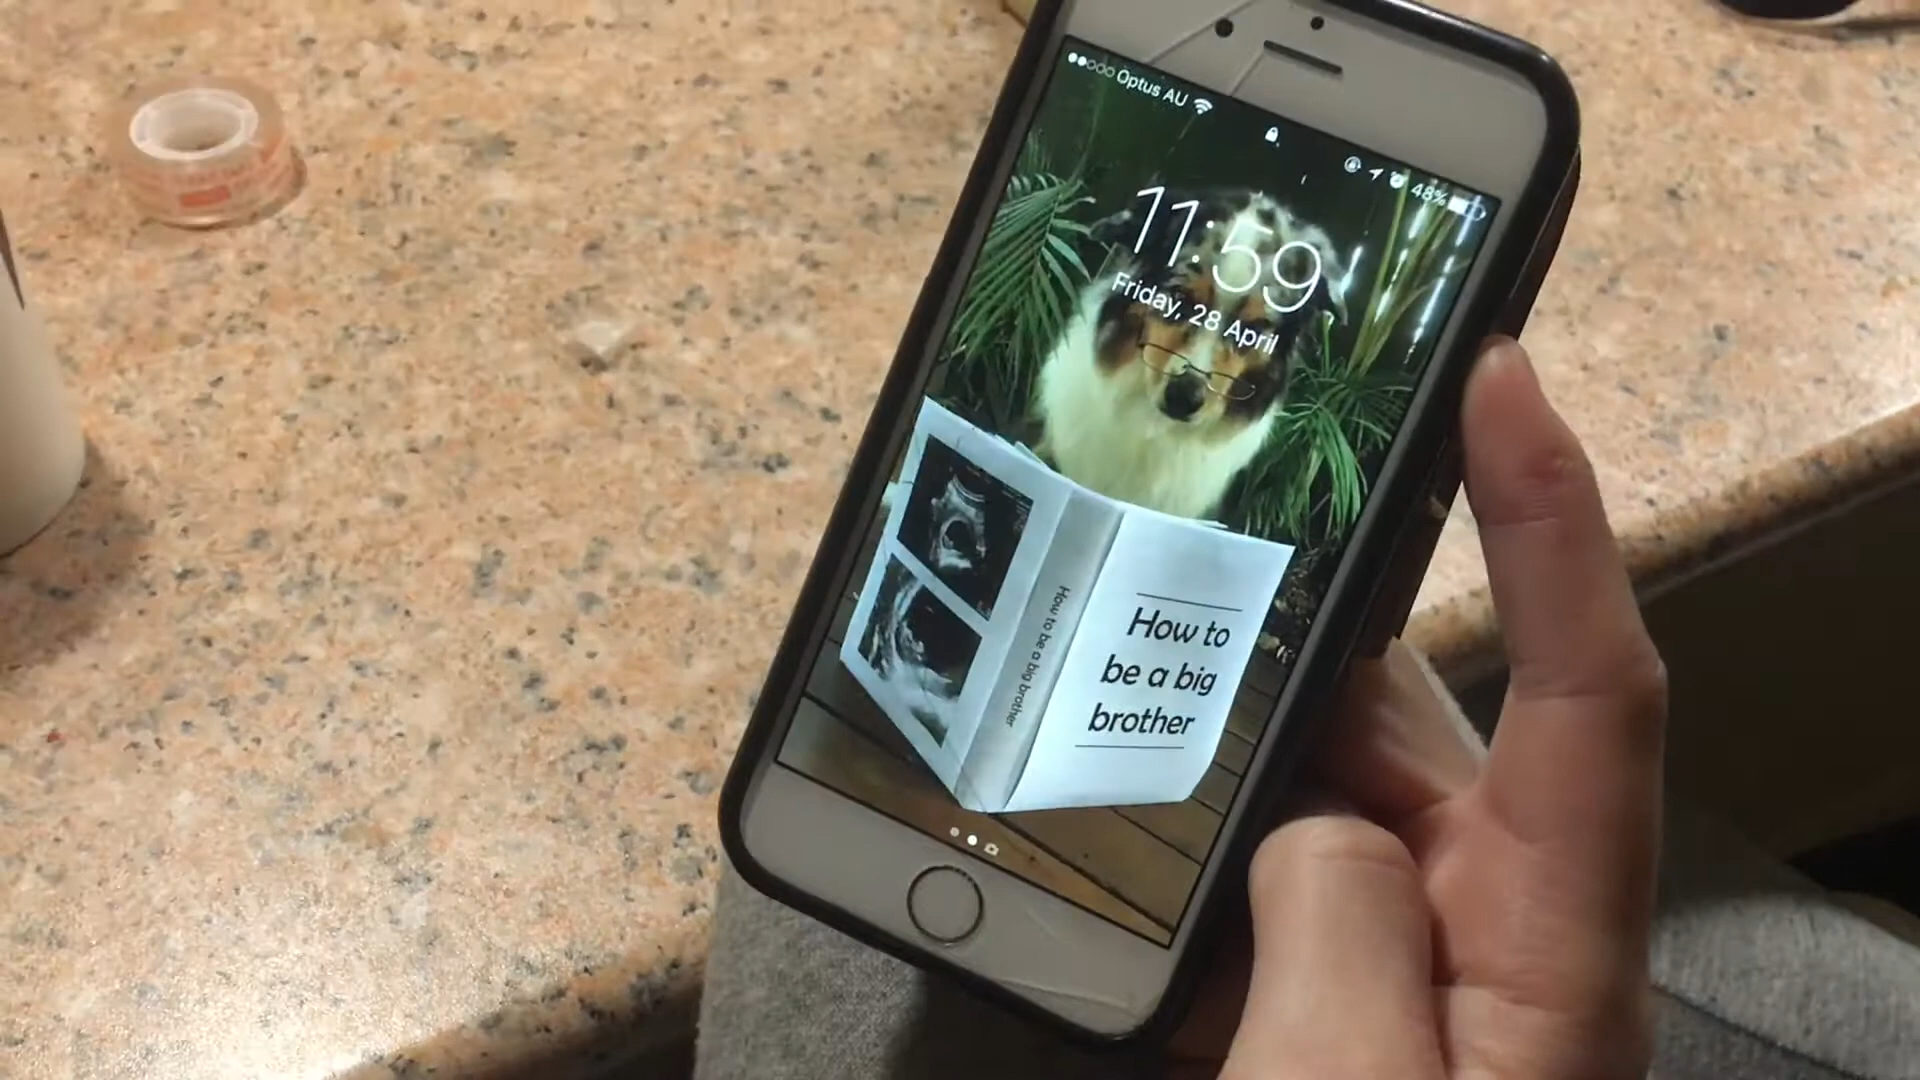 Optus AU
48%
11:59
Friday, 28 April
How to be a big brother
How to
be a big
brother